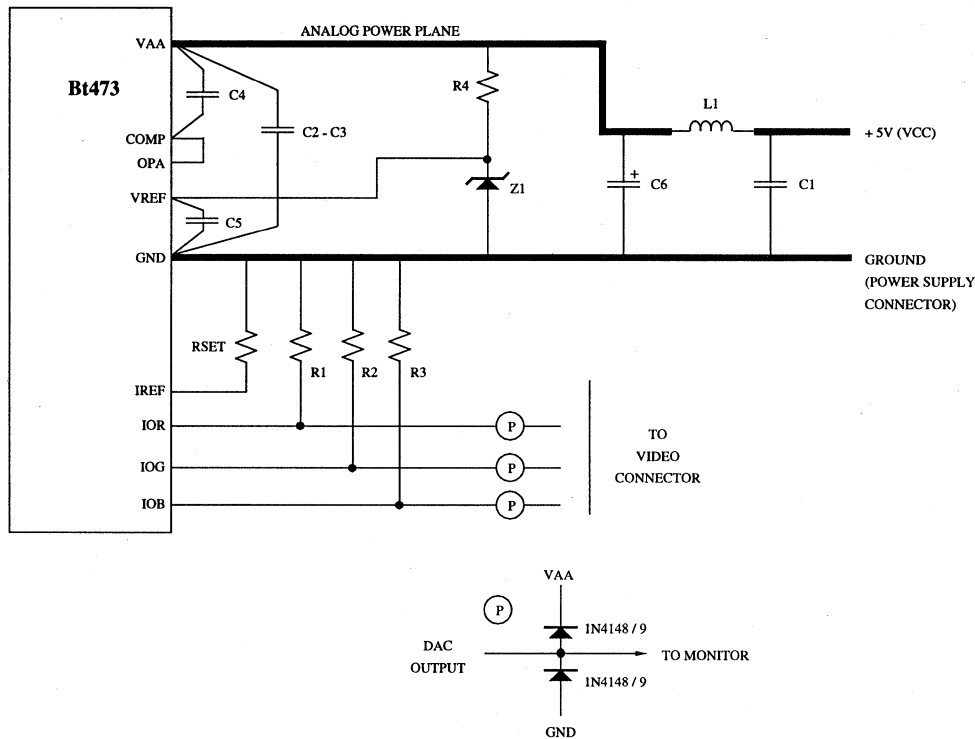 ANALOG POWER PLANE
VAA
Bt473
R4
C4
L1
C2 - C3
+ 5V (VCC)
COMP
OPA
+
Z1
C6
C1
VREF
C5
GND
GROUND
(POWER SUPPLY
CONNECTOR)
RSET
R1
R2
R3
IREF
IOR
P
TO
VIDEO
CONNECTOR
IOG
P
IOB
P
VAA
P
1N4148 / 9
DAC
OUTPUT
TO MONITOR
1N4148 / 9
GND